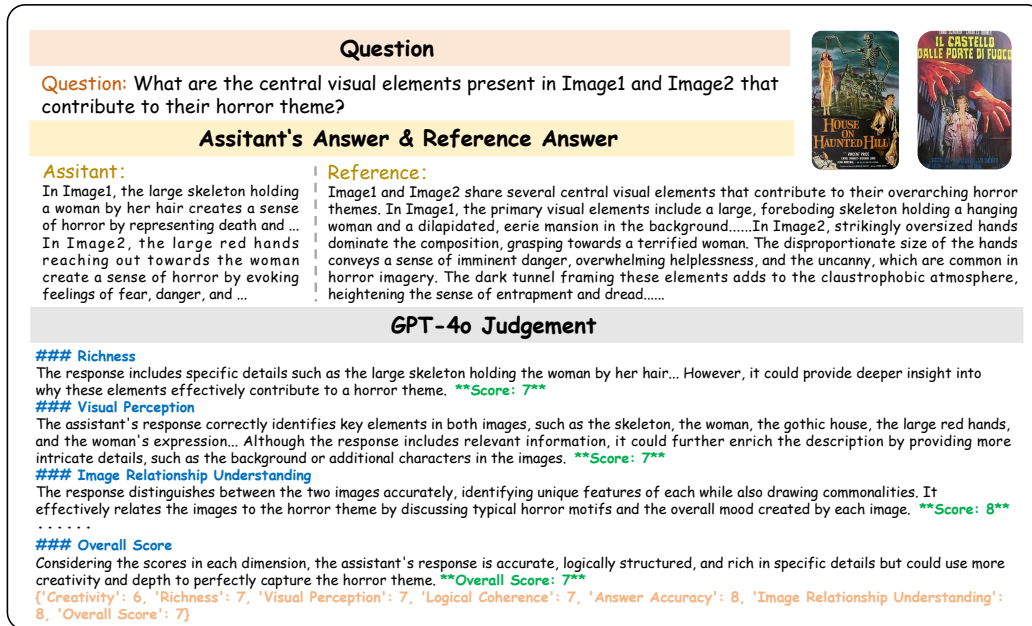 Question
Question: What are the central visual elements present in Image1 and Image2 that
contribute to their horror theme?
HOUSE
ON
HAUNTED HILL
VINCENT PRICE
IL CASTELLO
DALLE PORTE DI FUOCO
Assitant's Answer & Reference Answer
Assitant:
In Image1, the large skeleton holding
a woman by her hair creates a sense
of horror by representing death and ...
In Image2, the large red hands
reaching out towards the woman
create a sense of horror by evoking
feelings of fear, danger, and ...
Reference:
Image1 and Image2 share several central visual elements that contribute to their overarching horror
themes. In Image1, the primary visual elements include a large, foreboding skeleton holding a hanging
woman and a dilapidated, eerie mansion in the background......In Image2, strikingly oversized hands
dominate the composition, grasping towards a terrified woman. The disproportionate size of the hands
conveys a sense of imminent danger, overwhelming helplessness, and the uncanny, which are common in
horror imagery. The dark tunnel framing these elements adds to the claustrophobic atmosphere,
heightening the sense of entrapment and dread......
GPT-4o Judgement
### Richness
The response includes specific details such as the large skeleton holding the woman by her hair... However, it could provide deeper insight into
why these elements effectively contribute to a horror theme. **Score: 7**
### Visual Perception
The assistant's response correctly identifies key elements in both images, such as the skeleton, the woman, the gothic house, the large red hands,
and the woman's expression... Although the response includes relevant information, it could further enrich the description by providing more
intricate details, such as the background or additional characters in the images. **Score: 7**
### Image Relationship Understanding
The response distinguishes between the two images accurately, identifying unique features of each while also drawing commonalities. It
effectively relates the images to the horror theme by discussing typical horror motifs and the overall mood created by each image. **Score: 8**
......
### Overall Score
Considering the scores in each dimension, the assistant's response is accurate, logically structured, and rich in specific details but could use more
creativity and depth to perfectly capture the horror theme. **Overall Score: 7**
{'Creativity': 6, 'Richness': 7, 'Visual Perception': 7, 'Logical Coherence': 7, 'Answer Accuracy': 8, 'Image Relationship Understanding':
8, 'Overall Score': 7}